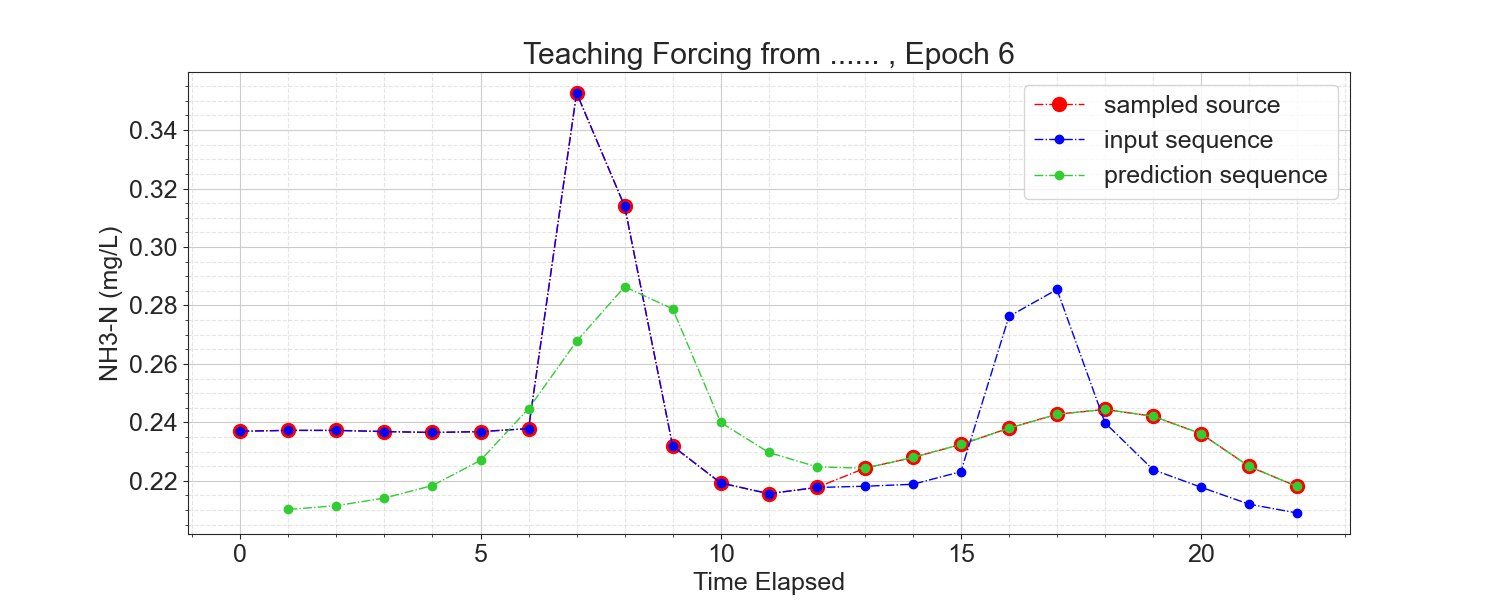 Teaching Forcing from ...... , Epoch 6
sampled source
input sequence
prediction sequence
NH3-N (mg/L)
0.34
0.32
0.30
0.28
0.26
0.24
0.22
0 5 10 15 20
Time Elapsed